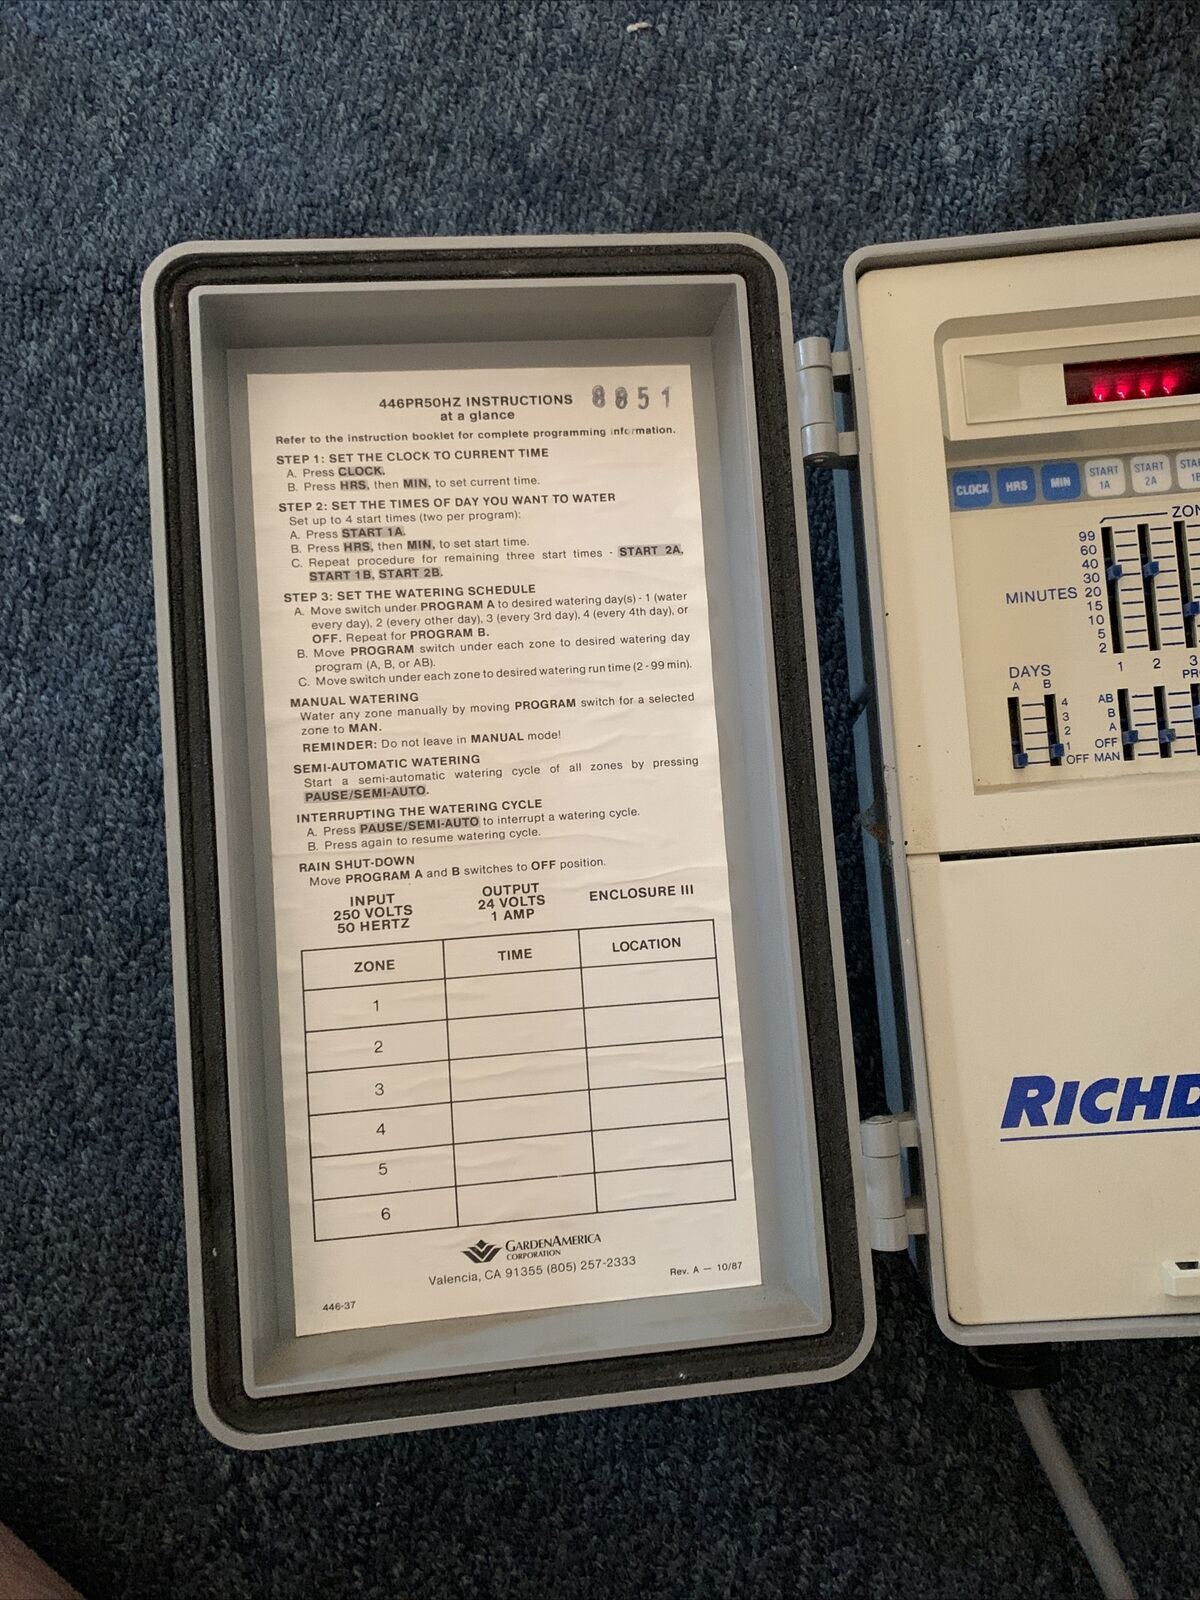 446PR50HZ INSTRUCTIONS 8851
at a glance
Refer to the instruction booklet for complete programming information.
STEP 1: SET THE CLOCK TO CURRENT TIME
A. Press CLOCK.
B. Press HRS, then MIN, to set current time.
STEP 2: SET THE TIMES OF DAY YOU WANT TO WATER
Set up to 4 start times (two per program):
A. Press START 1A.
B. Press HRS, then MIN, to set start time.
C. Repeat procedure for remaining three start times - START 2A,
START 1B, START 2B.
STEP 3: SET THE WATERING SCHEDULE
A. Move switch under PROGRAM A to desired watering day(s) - 1 (water
every day), 2 (every other day), 3 (every 3rd day), 4 (every 4th day), or
OFF. Repeat for PROGRAM B.
B. Move PROGRAM switch under each zone to desired watering day
program (A, B, or AB).
C. Move switch under each zone to desired watering run time (2 - 99 min).
MANUAL WATERING
Water any zone manually by moving PROGRAM switch for a selected
zone to MAN.
REMINDER: Do not leave in MANUAL mode!
SEMI-AUTOMATIC WATERING
Start a semi-automatic watering cycle of all zones by pressing
PAUSE/SEMI-AUTO.
INTERRUPTING THE WATERING CYCLE
A. Press PAUSE/SEMI-AUTO to interrupt a watering cycle.
B. Press again to resume watering cycle.
RAIN SHUT-DOWN
Move PROGRAM A and B switches to OFF position.
INPUT
250 VOLTS
50 HERTZ
OUTPUT
24 VOLTS
1 AMP
ENCLOSURE III
ZONE TIME LOCATION
1
2
3
4
5
6
GARDENAMERICA
CORPORATION
Valencia, CA 91355 (805) 257-2333
Rev. A — 10/87
446-37
CLOCK HRS MIN
START
1A
START
2A
STA
1B
ZON
MINUTES
99
60
40
30
20
15
10
5
2
1 2 3
PR
DAYS
A B
4
3
2
1
OFF
AB
B
A
OFF
MAN
RICHD